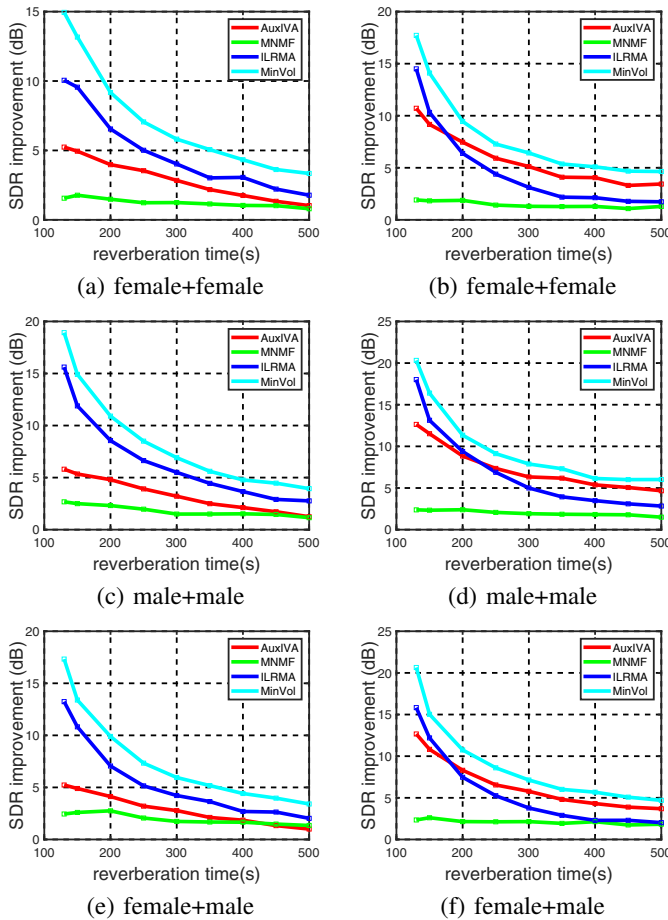 15
10
5
0
SDR improvement (dB)
AuxIVA
MNMF
ILRMA
MinVol
100 200 300 400 500
reverberation time(s)
(a) female+female
20
15
10
5
0
SDR improvement (dB)
AuxIVA
MNMF
ILRMA
MinVol
100 200 300 400 500
reverberation time(s)
(b) female+female
20
15
10
5
0
SDR improvement (dB)
AuxIVA
MNMF
ILRMA
MinVol
100 200 300 400 500
reverberation time(s)
(c) male+male
25
20
15
10
5
0
SDR improvement (dB)
AuxIVA
MNMF
ILRMA
MinVol
100 200 300 400 500
reverberation time(s)
(d) male+male
20
15
10
5
0
SDR improvement (dB)
AuxIVA
MNMF
ILRMA
MinVol
100 200 300 400 500
reverberation time(s)
(e) female+male
25
20
15
10
5
0
SDR improvement (dB)
AuxIVA
MNMF
ILRMA
MinVol
100 200 300 400 500
reverberation time(s)
(f) female+male